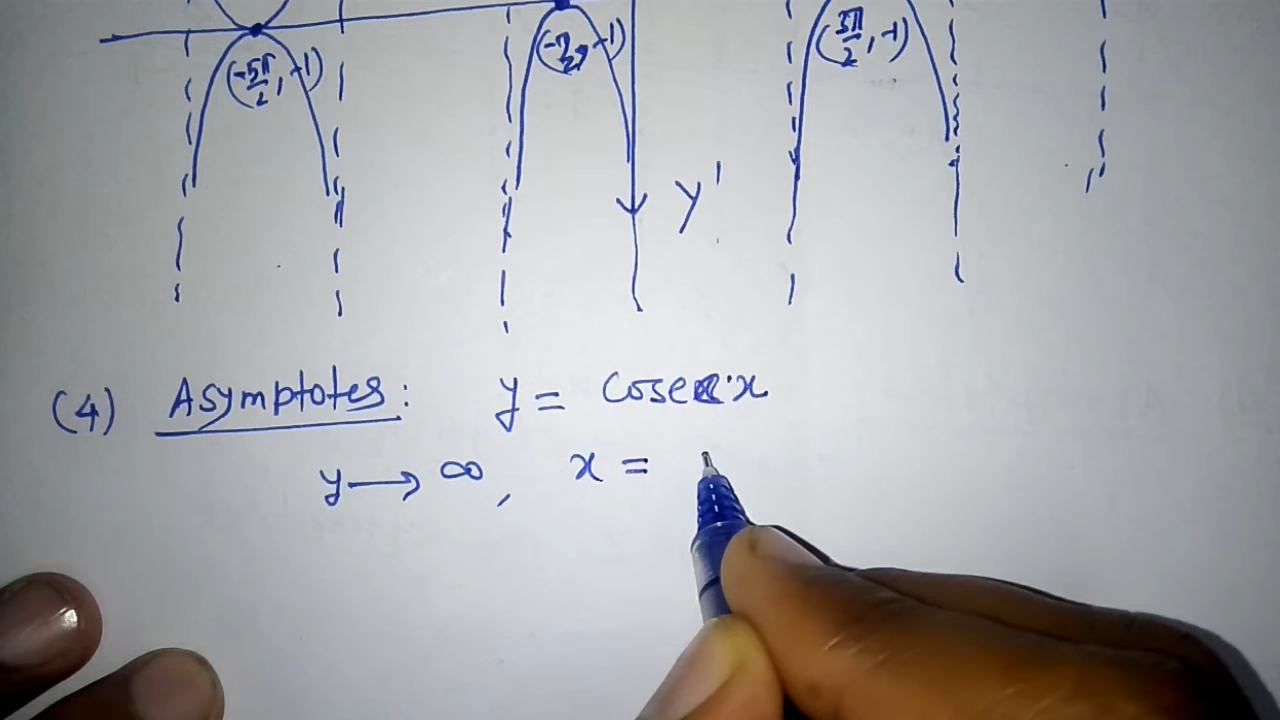 (-5π/2, -1) (-π/2, -1) (3π/2, -1)
Y'
(4) Asymptotes: y = cosec x
y → ∞, x =